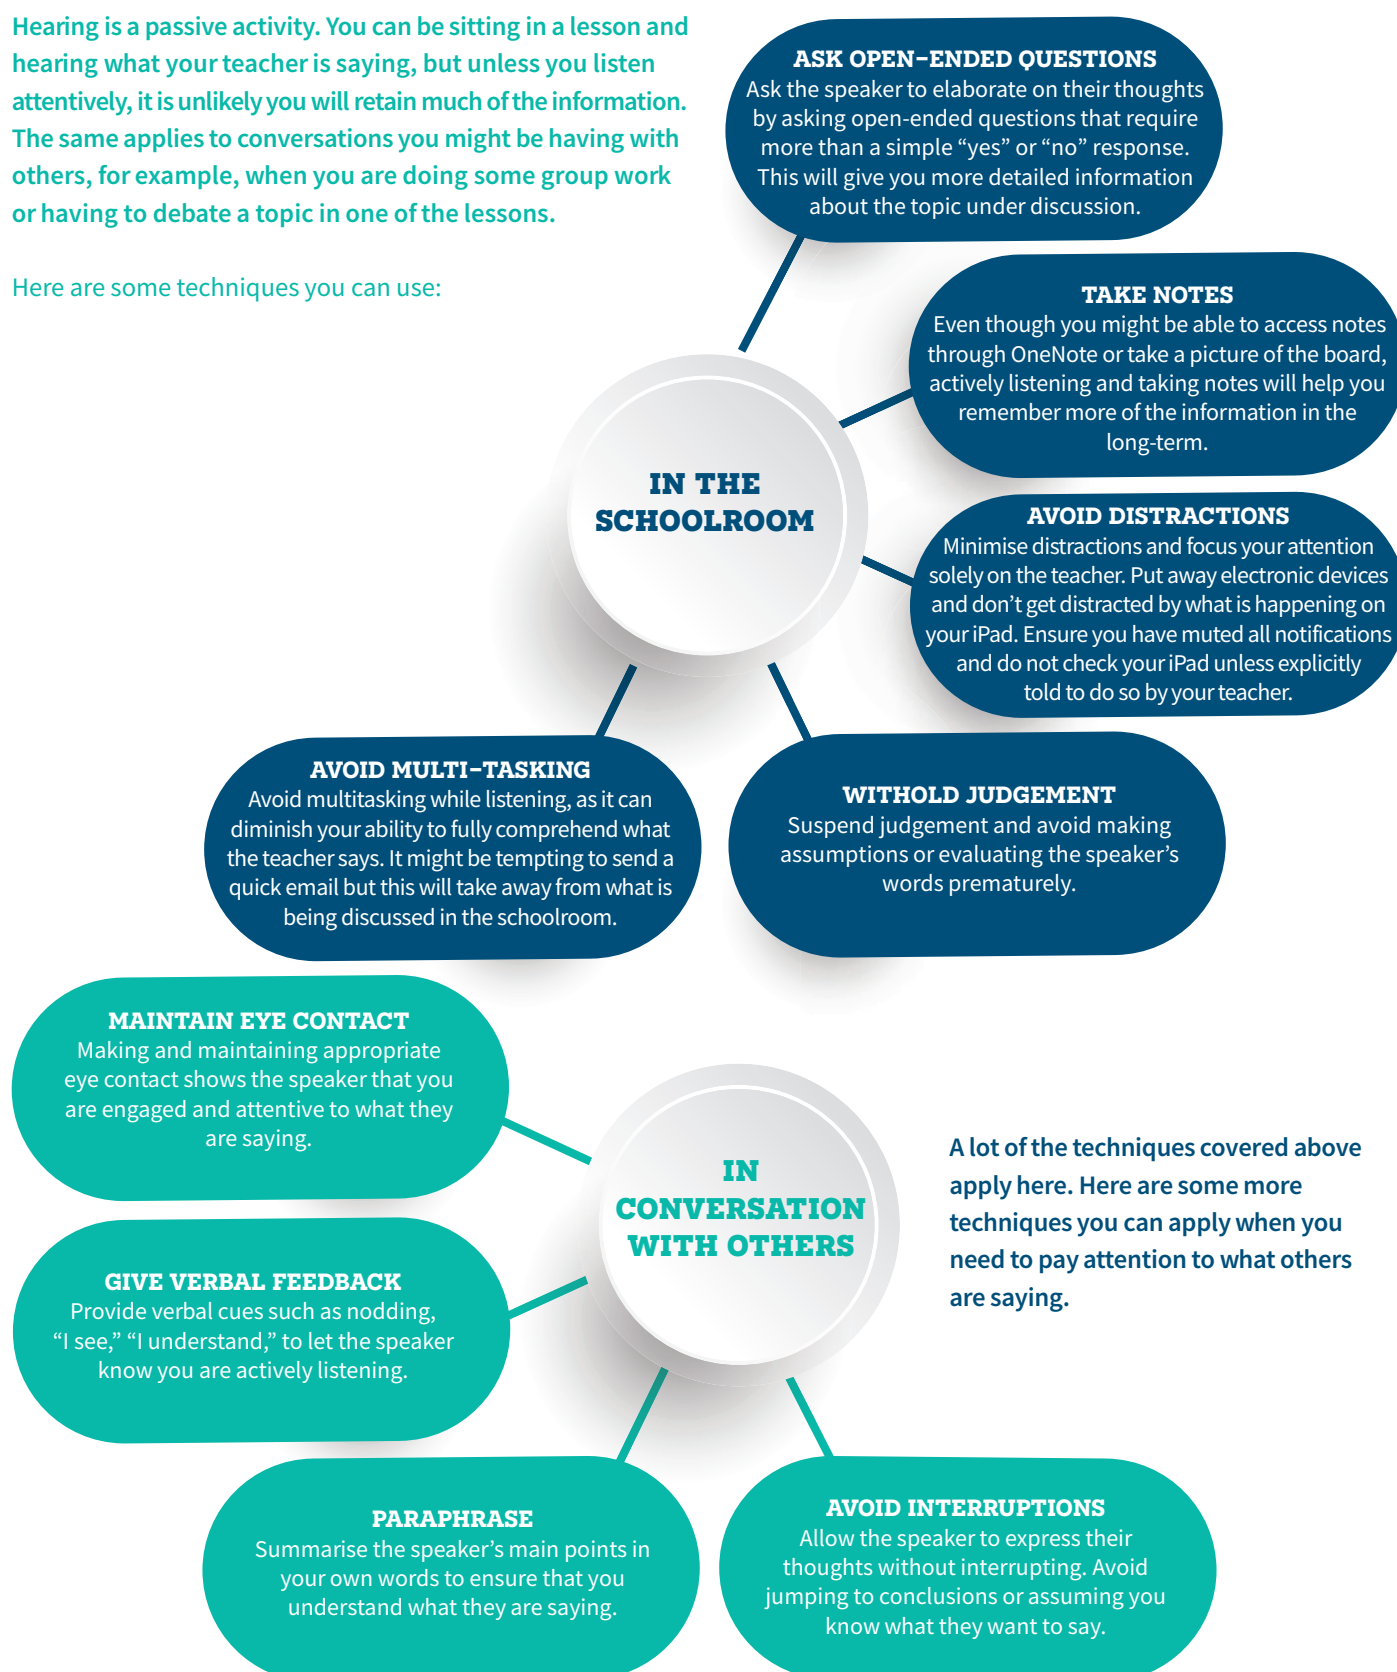 Hearing is a passive activity. You can be sitting in a lesson and
hearing what your teacher is saying, but unless you listen
attentively, it is unlikely you will retain much of the information.
The same applies to conversations you might be having with
others, for example, when you are doing some group work
or having to debate a topic in one of the lessons.
Here are some techniques you can use:
ASK OPEN-ENDED QUESTIONS
Ask the speaker to elaborate on their thoughts
by asking open-ended questions that require
more than a simple “yes” or “no” response.
This will give you more detailed information
about the topic under discussion.
TAKE NOTES
Even though you might be able to access notes
through OneNote or take a picture of the board,
actively listening and taking notes will help you
remember more of the information in the
long-term.
IN THE
SCHOOLROOM
AVOID DISTRACTIONS
Minimise distractions and focus your attention
solely on the teacher. Put away electronic devices
and don’t get distracted by what is happening on
your iPad. Ensure you have muted all notifications
and do not check your iPad unless explicitly
told to do so by your teacher.
AVOID MULTI-TASKING
Avoid multitasking while listening, as it can
diminish your ability to fully comprehend what
the teacher says. It might be tempting to send a
quick email but this will take away from what is
being discussed in the schoolroom.
WITHOLD JUDGEMENT
Suspend judgement and avoid making
assumptions or evaluating the speaker’s
words prematurely.
MAINTAIN EYE CONTACT
Making and maintaining appropriate
eye contact shows the speaker that you
are engaged and attentive to what they
are saying.
IN
CONVERSATION
WITH OTHERS
A lot of the techniques covered above
apply here. Here are some more
techniques you can apply when you
need to pay attention to what others
are saying.
GIVE VERBAL FEEDBACK
Provide verbal cues such as nodding,
“I see,” “I understand,” to let the speaker
know you are actively listening.
PARAPHRASE
Summarise the speaker’s main points in
your own words to ensure that you
understand what they are saying.
AVOID INTERRUPTIONS
Allow the speaker to express their
thoughts without interrupting. Avoid
jumping to conclusions or assuming you
know what they want to say.